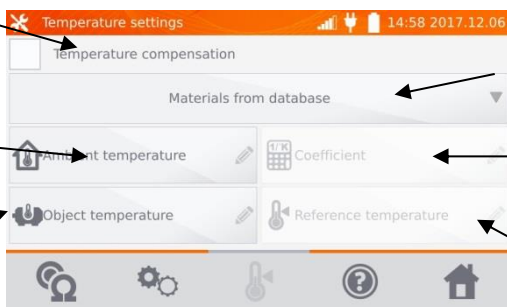 Temperature settings 14:58 2017.12.06
Temperature compensation
Materials from database
Ambient temperature 1/K Coefficient
Object temperature Reference temperature